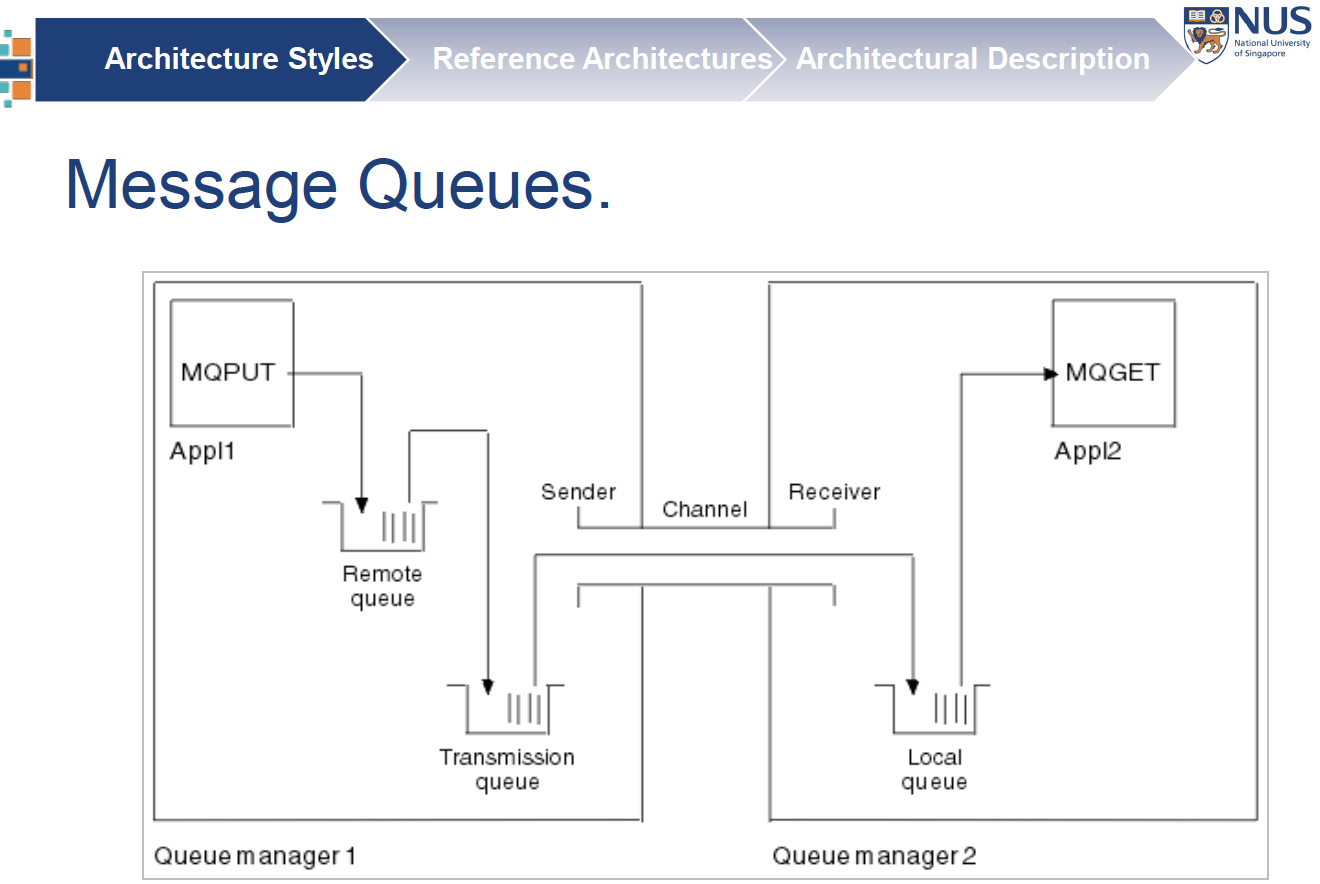 Architecture Styles
Reference Architectures
Architectural Description
NUS
National University
of Singapore
Message Queues.
MQPUT
MQGET
Appl1
Appl2
Sender
Channel
Receiver
Remote
queue
Transmission
queue
Local
queue
Queue manager 1
Queue manager 2